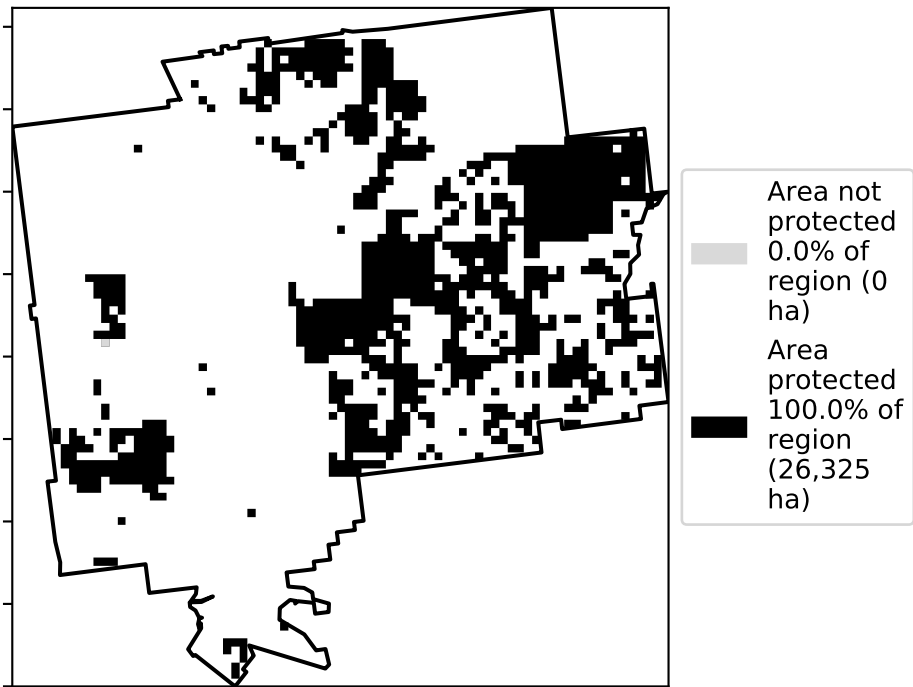 Area not
protected
0.0% of
region (0
ha)
Area
protected
100.0% of
region
(26,325
ha)